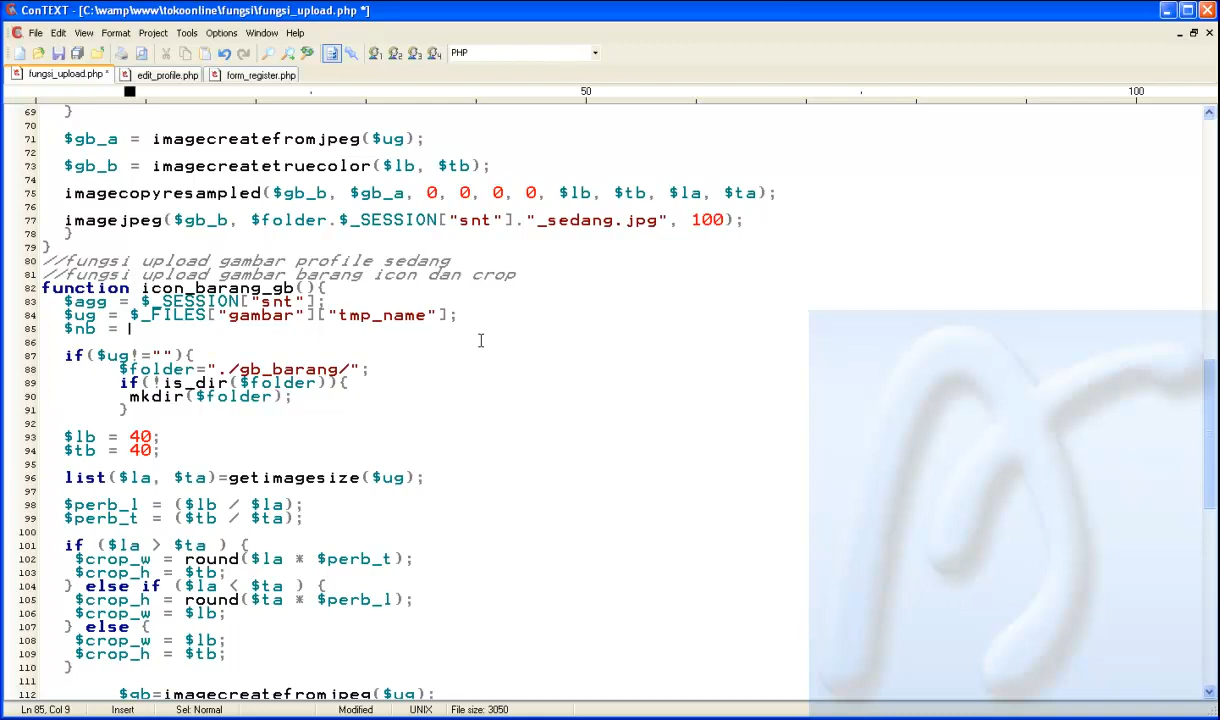 ConTEXT - [C:\wamp\www\tokoonline\fungsi\fungsi_upload.php *]
File Edit View Format Project Tools Options Window Help
1 2 3 4 PHP
fungsi_upload.php * edit_profile.php form_register.php
50 100
69 }
70
71 $gb_a = imagecreatefromjpeg($ug);
72
73 $gb_b = imagecreatetruecolor($lb, $tb);
74
75 imagecopyresampled($gb_b, $gb_a, 0, 0, 0, 0, $lb, $tb, $la, $ta);
76
77 imagejpeg($gb_b, $folder.$_SESSION["snt"]."_sedang.jpg", 100);
78 }
79 }
80 //fungsi upload gambar profile sedang
81 //fungsi upload gambar barang icon dan crop
82 function icon_barang_gb(){
83 $agg = $_SESSION["snt"];
84 $ug = $_FILES["gambar"]["tmp_name"];
85 $nb =
86
87 if($ug!=""){
88 $folder="./gb_barang/";
89 if(!is_dir($folder)){
90 mkdir($folder);
91 }
92
93 $lb = 40;
94 $tb = 40;
95
96 list($la, $ta)=getimagesize($ug);
97
98 $perb_l = ($lb / $la);
99 $perb_t = ($tb / $ta);
100
101 if ($la > $ta ) {
102 $crop_w = round($la * $perb_t);
103 $crop_h = $tb;
104 } else if ($la < $ta ) {
105 $crop_h = round($ta * $perb_l);
106 $crop_w = $lb;
107 } else {
108 $crop_w = $lb;
109 $crop_h = $tb;
110 }
111
112 $gb=imagecreatefromjpeg($ug);
Ln 85, Col 9 Insert Sel: Normal Modified UNIX File size: 3050